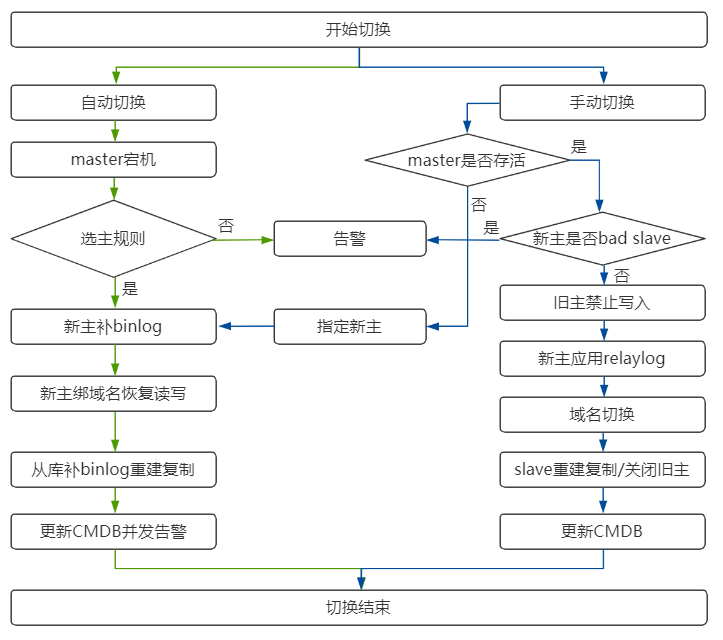 开始切换
自动切换
手动切换
master宕机
master是否存活
是
否
选主规则
否
告警
是
新主是否bad slave
是
否
新主补binlog
指定新主
旧主禁止写入
新主应用relaylog
新主绑域名恢复读写
域名切换
从库补binlog重建复制
slave重建复制/关闭旧主
更新CMDB并发告警
更新CMDB
切换结束